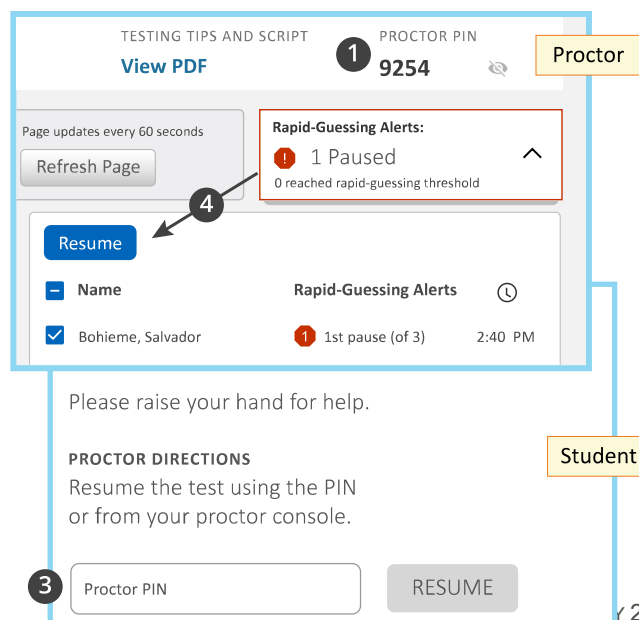 TESTING TIPS AND SCRIPT
View PDF
1
PROCTOR PIN
9254
Proctor
Page updates every 60 seconds
Refresh Page
Rapid-Guessing Alerts:
! 1 Paused
0 reached rapid-guessing threshold
4
Resume
Name Rapid-Guessing Alerts
Bohieme, Salvador 1 1st pause (of 3) 2:40 PM
Please raise your hand for help.
Student
PROCTOR DIRECTIONS
Resume the test using the PIN
or from your proctor console.
3 Proctor PIN RESUME